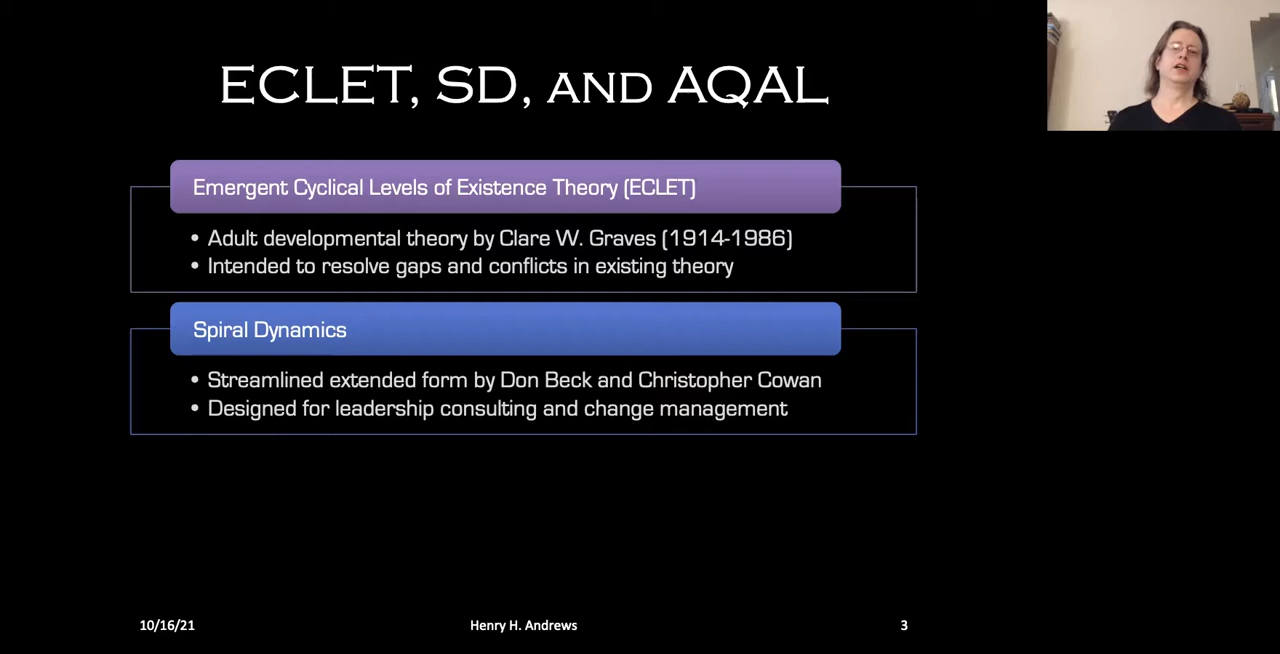 ECLET, SD, AND AQAL
Emergent Cyclical Levels of Existence Theory (ECLET)
• Adult developmental theory by Clare W. Graves (1914-1986)
• Intended to resolve gaps and conflicts in existing theory
Spiral Dynamics
• Streamlined extended form by Don Beck and Christopher Cowan
• Designed for leadership consulting and change management
10/16/21 Henry H. Andrews 3